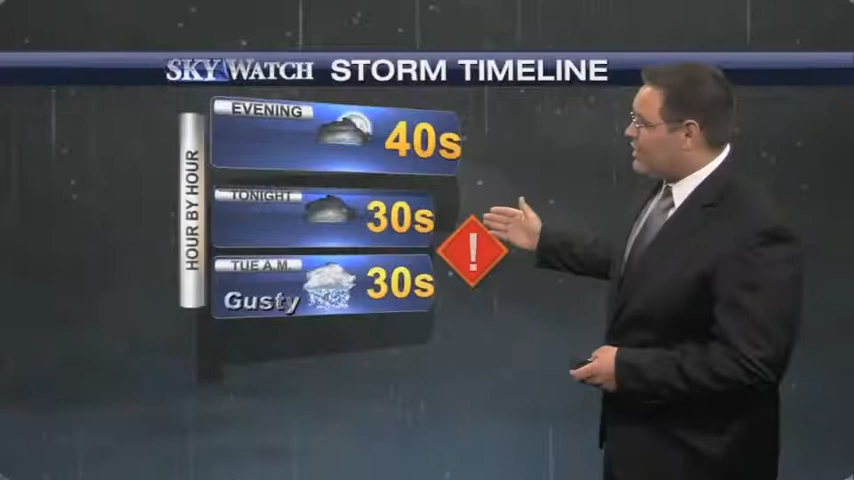 SKYWATCH STORM TIMELINE
HOUR BY HOUR
EVENING
40s
TONIGHT
30s
!
TUE A.M.
Gusty
30s